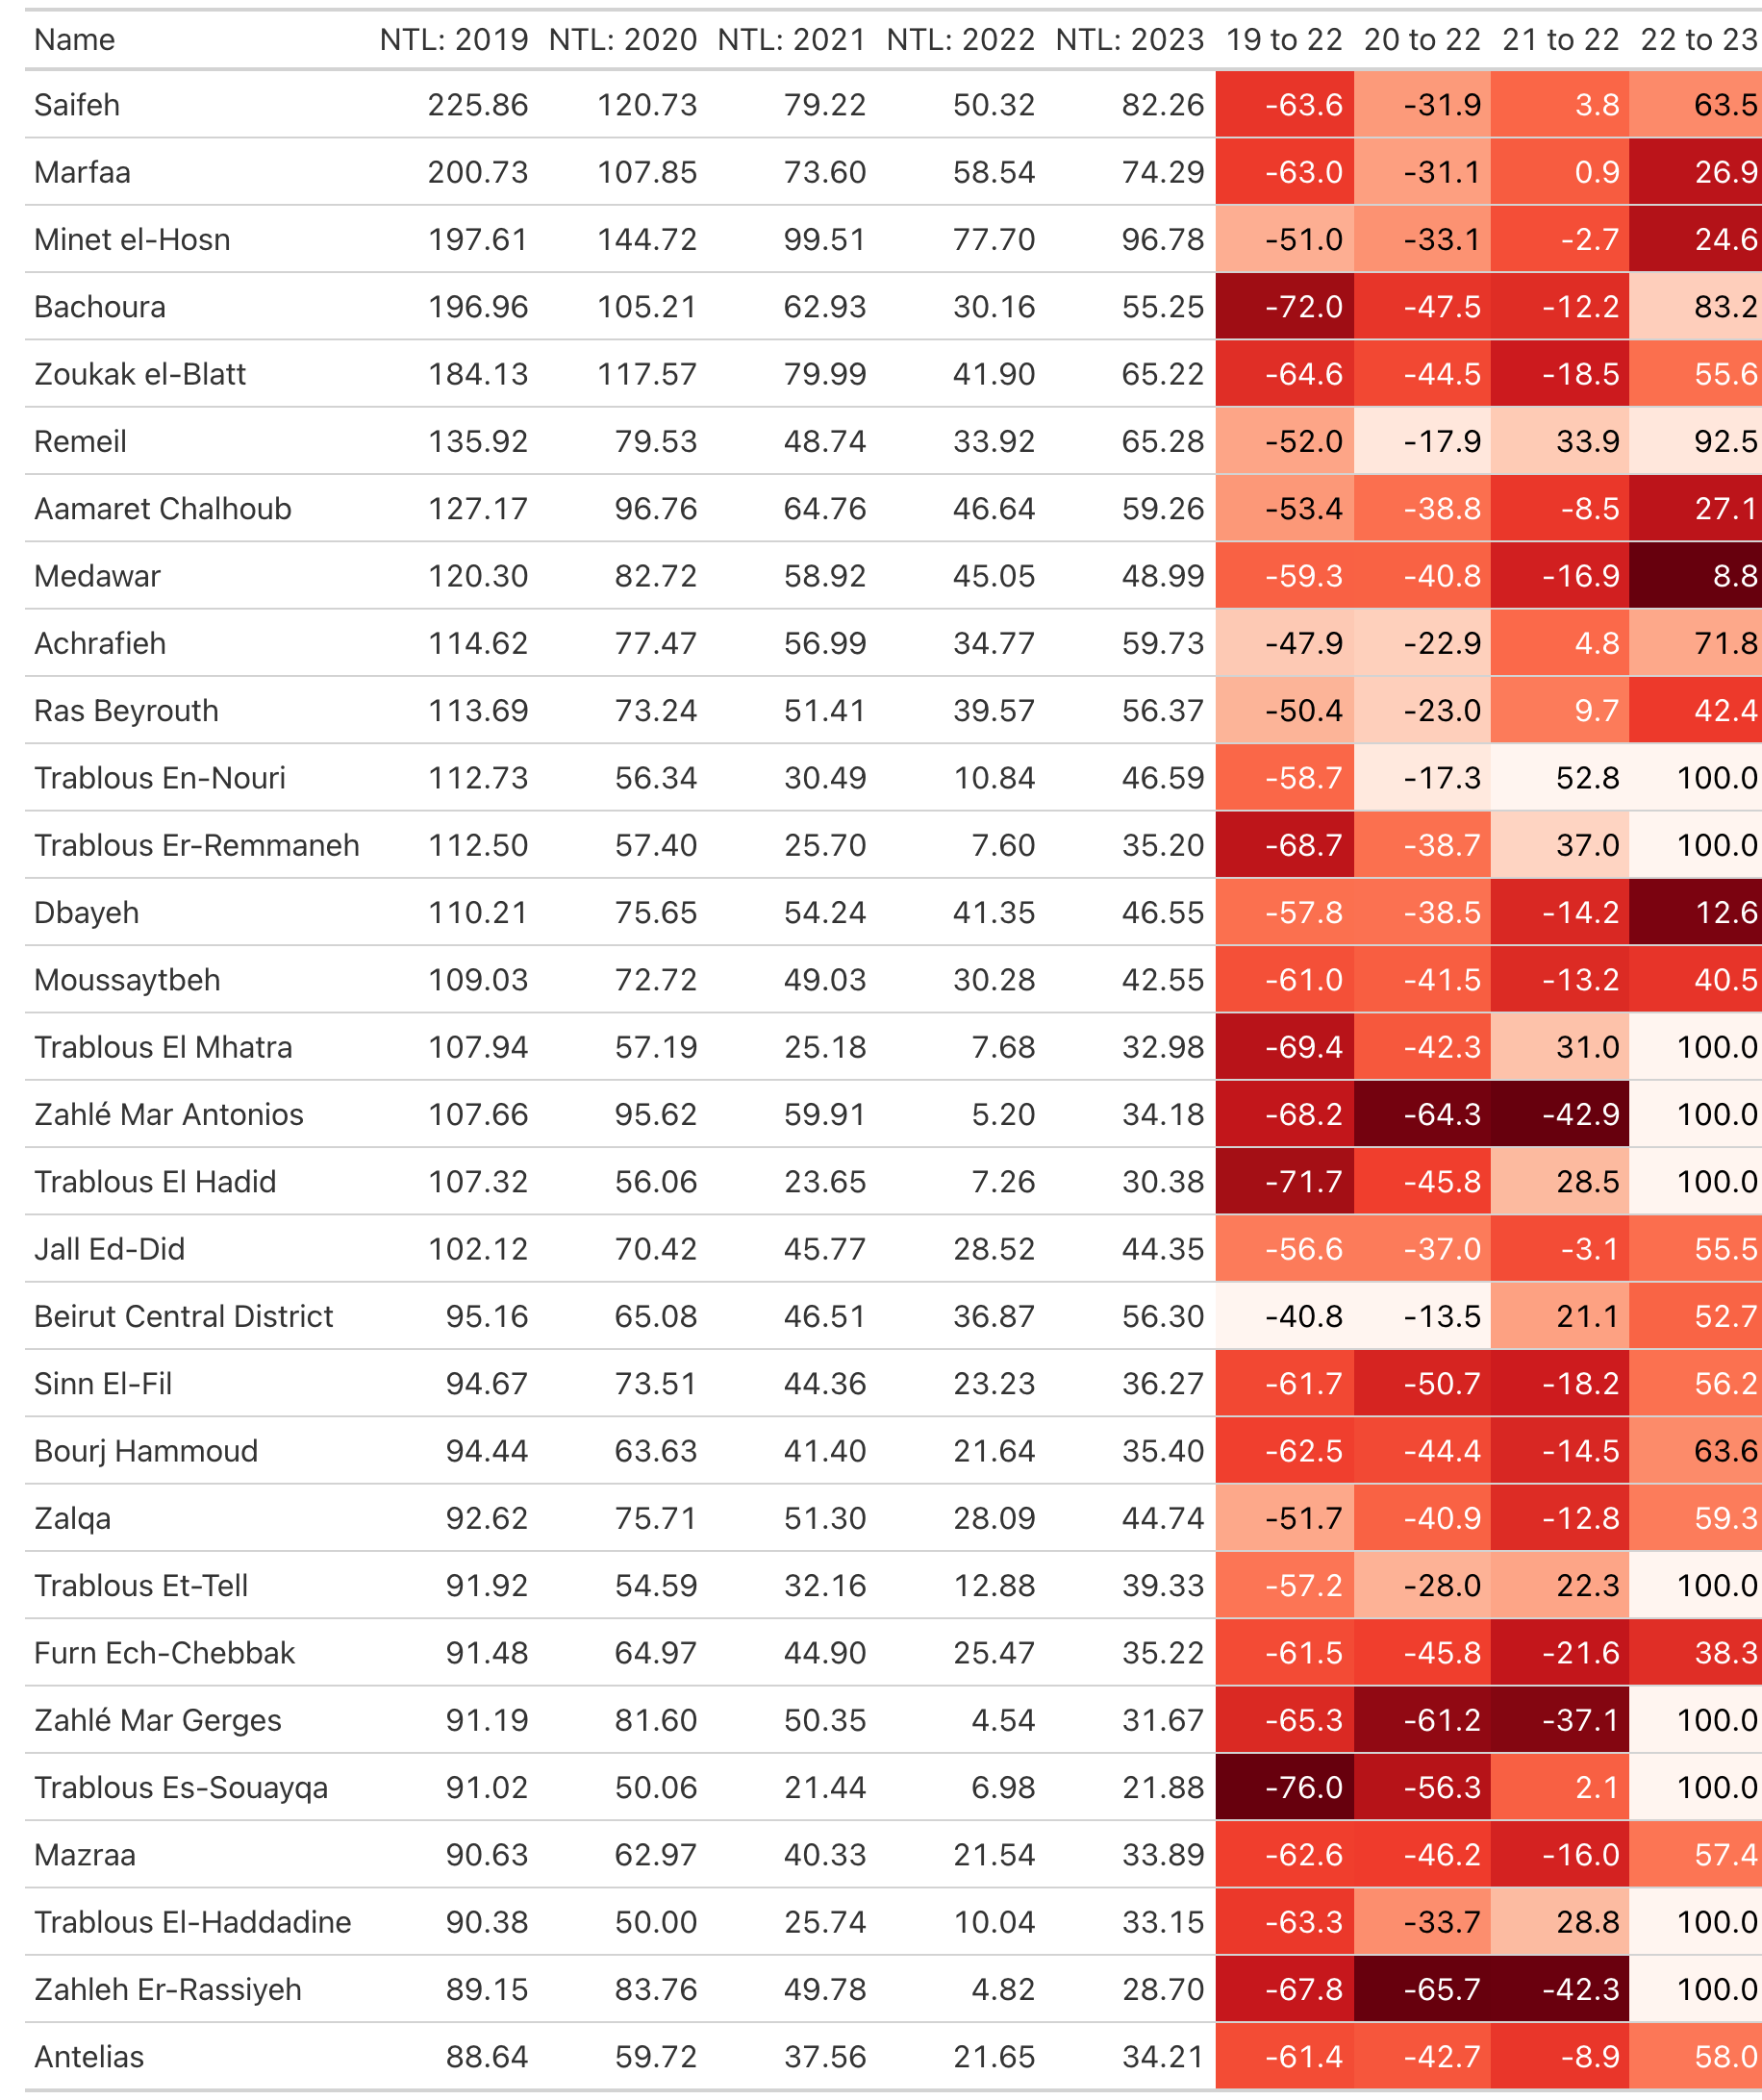 Name NTL: 2019 NTL: 2020 NTL: 2021 NTL: 2022 NTL: 2023 19 to 22 20 to 22 21 to 22 22 to 23
Saifeh 225.86 120.73 79.22 50.32 82.26 -63.6 -31.9 3.8 63.5
Marfaa 200.73 107.85 73.60 58.54 74.29 -63.0 -31.1 0.9 26.9
Minet el-Hosn 197.61 144.72 99.51 77.70 96.78 -51.0 -33.1 -2.7 24.6
Bachoura 196.96 105.21 62.93 30.16 55.25 -72.0 -47.5 -12.2 83.2
Zoukak el-Blatt 184.13 117.57 79.99 41.90 65.22 -64.6 -44.5 -18.5 55.6
Remeil 135.92 79.53 48.74 33.92 65.28 -52.0 -17.9 33.9 92.5
Aamaret Chalhoub 127.17 96.76 64.76 46.64 59.26 -53.4 -38.8 -8.5 27.1
Medawar 120.30 82.72 58.92 45.05 48.99 -59.3 -40.8 -16.9 8.8
Achrafieh 114.62 77.47 56.99 34.77 59.73 -47.9 -22.9 4.8 71.8
Ras Beyrouth 113.69 73.24 51.41 39.57 56.37 -50.4 -23.0 9.7 42.4
Trablous En-Nouri 112.73 56.34 30.49 10.84 46.59 -58.7 -17.3 52.8 100.0
Trablous Er-Remmaneh 112.50 57.40 25.70 7.60 35.20 -68.7 -38.7 37.0 100.0
Dbayeh 110.21 75.65 54.24 41.35 46.55 -57.8 -38.5 -14.2 12.6
Moussaytbeh 109.03 72.72 49.03 30.28 42.55 -61.0 -41.5 -13.2 40.5
Trablous El Mhatra 107.94 57.19 25.18 7.68 32.98 -69.4 -42.3 31.0 100.0
Zahlé Mar Antonios 107.66 95.62 59.91 5.20 34.18 -68.2 -64.3 -42.9 100.0
Trablous El Hadid 107.32 56.06 23.65 7.26 30.38 -71.7 -45.8 28.5 100.0
Jall Ed-Did 102.12 70.42 45.77 28.52 44.35 -56.6 -37.0 -3.1 55.5
Beirut Central District 95.16 65.08 46.51 36.87 56.30 -40.8 -13.5 21.1 52.7
Sinn El-Fil 94.67 73.51 44.36 23.23 36.27 -61.7 -50.7 -18.2 56.2
Bourj Hammoud 94.44 63.63 41.40 21.64 35.40 -62.5 -44.4 -14.5 63.6
Zalqa 92.62 75.71 51.30 28.09 44.74 -51.7 -40.9 -12.8 59.3
Trablous Et-Tell 91.92 54.59 32.16 12.88 39.33 -57.2 -28.0 22.3 100.0
Furn Ech-Chebbak 91.48 64.97 44.90 25.47 35.22 -61.5 -45.8 -21.6 38.3
Zahlé Mar Gerges 91.19 81.60 50.35 4.54 31.67 -65.3 -61.2 -37.1 100.0
Trablous Es-Souayqa 91.02 50.06 21.44 6.98 21.88 -76.0 -56.3 2.1 100.0
Mazraa 90.63 62.97 40.33 21.54 33.89 -62.6 -46.2 -16.0 57.4
Trablous El-Haddadine 90.38 50.00 25.74 10.04 33.15 -63.3 -33.7 28.8 100.0
Zahleh Er-Rassiyeh 89.15 83.76 49.78 4.82 28.70 -67.8 -65.7 -42.3 100.0
Antelias 88.64 59.72 37.56 21.65 34.21 -61.4 -42.7 -8.9 58.0